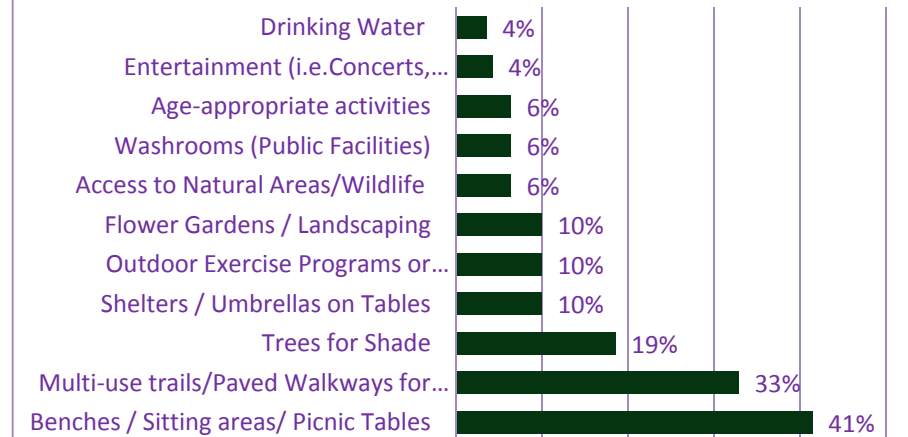 Drinking Water 4%
Entertainment (i.e.Concerts,... 4%
Age-appropriate activities 6%
Washrooms (Public Facilities) 6%
Access to Natural Areas/Wildlife 6%
Flower Gardens / Landscaping 10%
Outdoor Exercise Programs or... 10%
Shelters / Umbrellas on Tables 10%
Trees for Shade 19%
Multi-use trails/Paved Walkways for... 33%
Benches / Sitting areas/ Picnic Tables 41%